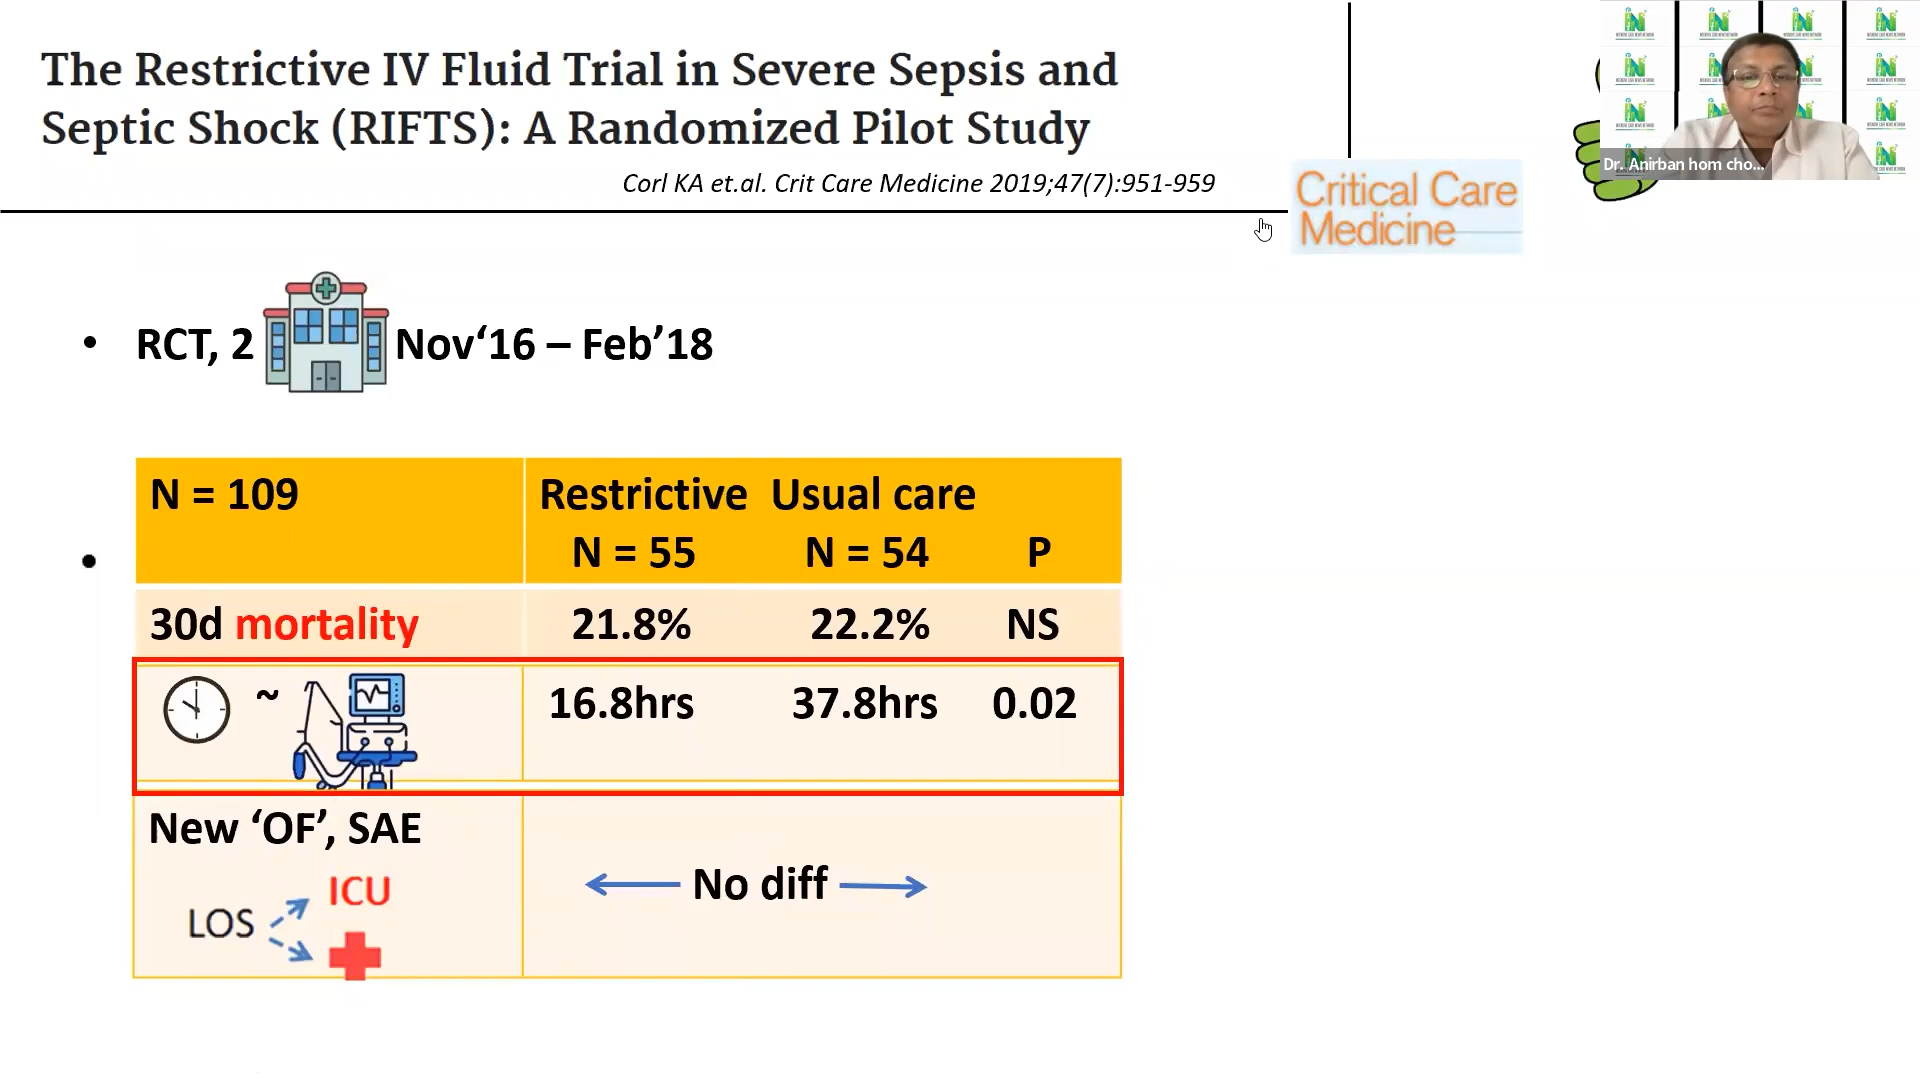 The Restrictive IV Fluid Trial in Severe Sepsis and
Septic Shock (RIFTS): A Randomized Pilot Study
Corl KA et.al. Crit Care Medicine 2019;47(7):951-959
Critical Care
Medicine
Dr. Anirban hom cho...
• RCT, 2 Nov‘16 – Feb’18
N = 109 Restrictive Usual care
N = 55 N = 54 P
30d mortality 21.8% 22.2% NS
~ 16.8hrs 37.8hrs 0.02
New ‘OF’, SAE
No diff
ICU
LOS